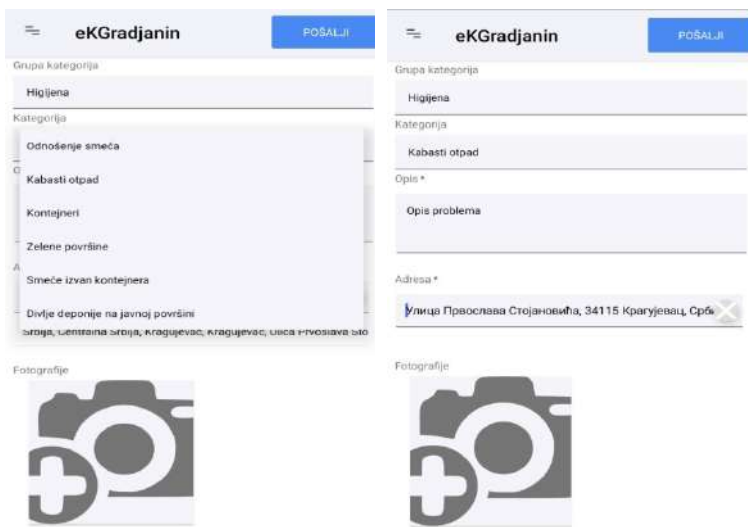 eKGradjanin
POŠALJI
Grupa kategorija
Higijena
Kategorija
Odnošenje smeća
Kabasti otpad
Kontejneri
Zelene površine
Smeće izvan kontejnera
Divlje deponije na javnoj površini
Srbija, Centralna Srbija, Kragujevac, Kragujevac, Ulica Prvoslava Sto
Fotografije
eKGradjanin
POŠALJI
Grupa kategorija
Higijena
Kategorija
Kabasti otpad
Opis *
Opis problema
Adresa *
Улица Првослава Стојановића, 34115 Крагујевац, Срби
Fotografije